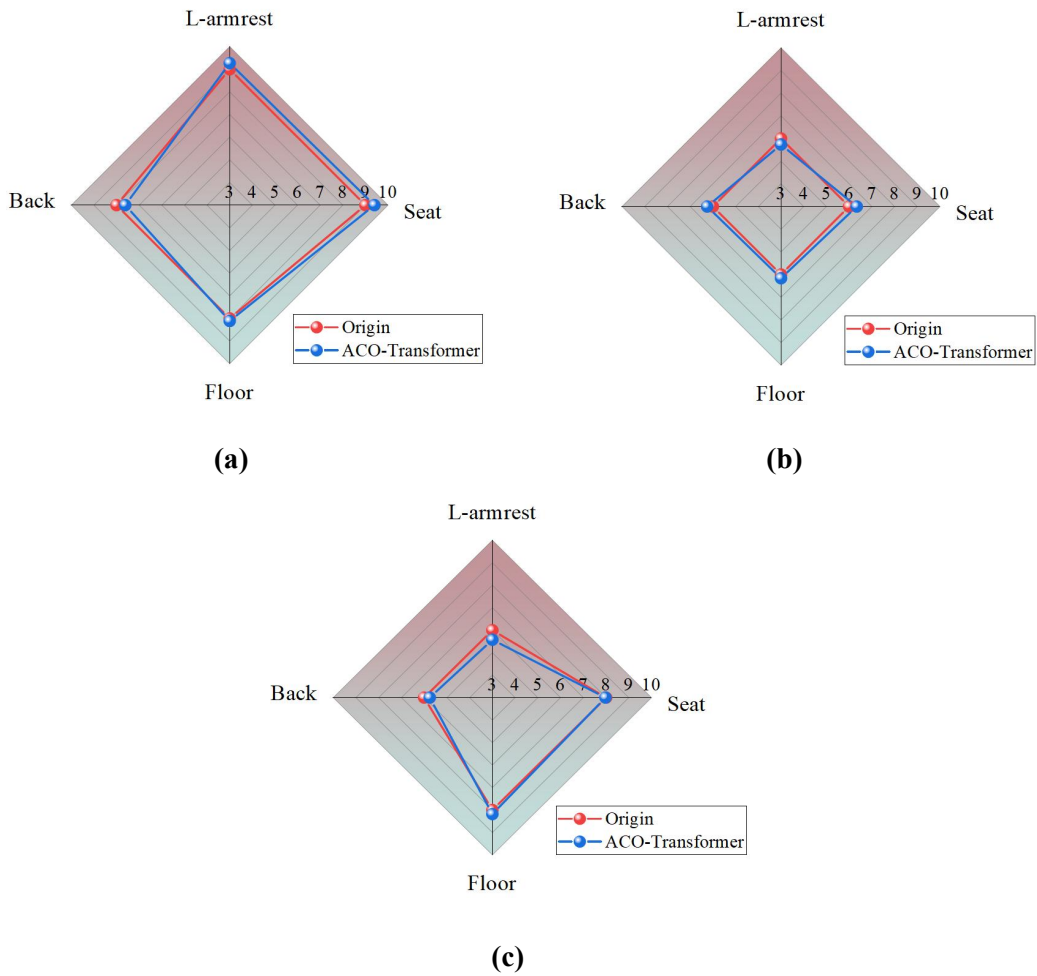 L-armrest
Back
3 4 5 6 7 8 9 10
Seat
Floor
Origin
ACO-Transformer
(a)
L-armrest
Back
3 4 5 6 7 8 9 10
Seat
Floor
Origin
ACO-Transformer
(b)
L-armrest
Back
3 4 5 6 7 8 9 10
Seat
Floor
Origin
ACO-Transformer
(c)